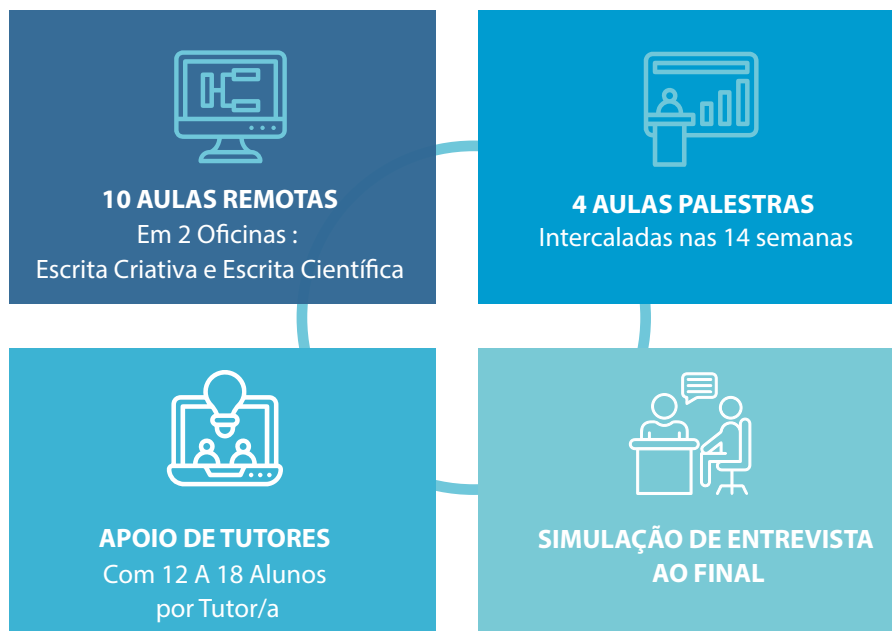 10 AULAS REMOTAS
Em 2 Oficinas :
Escrita Criativa e Escrita Científica
4 AULAS PALESTRAS
Intercaladas nas 14 semanas
APOIO DE TUTORES
Com 12 A 18 Alunos
por Tutor/a
SIMULAÇÃO DE ENTREVISTA
AO FINAL